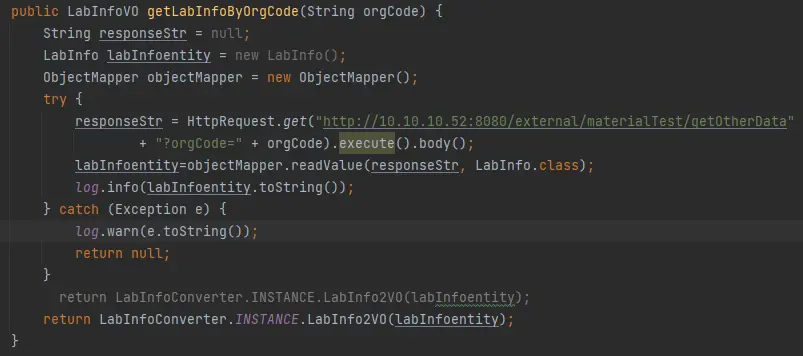 public LabInfoVO getLabInfoByOrgCode(String orgCode) {
String responseStr = null;
LabInfo labInfoentity = new LabInfo();
ObjectMapper objectMapper = new ObjectMapper();
try {
responseStr = HttpRequest.get("http://10.10.10.52:8080/external/materialTest/getOtherData"
+ "?orgCode=" + orgCode).execute().body();
labInfoentity=objectMapper.readValue(responseStr, LabInfo.class);
log.info(labInfoentity.toString());
} catch (Exception e) {
log.warn(e.toString());
return null;
}
return LabInfoConverter.INSTANCE.LabInfo2VO(labInfoentity);
return LabInfoConverter.INSTANCE.LabInfo2VO(labInfoentity);
}